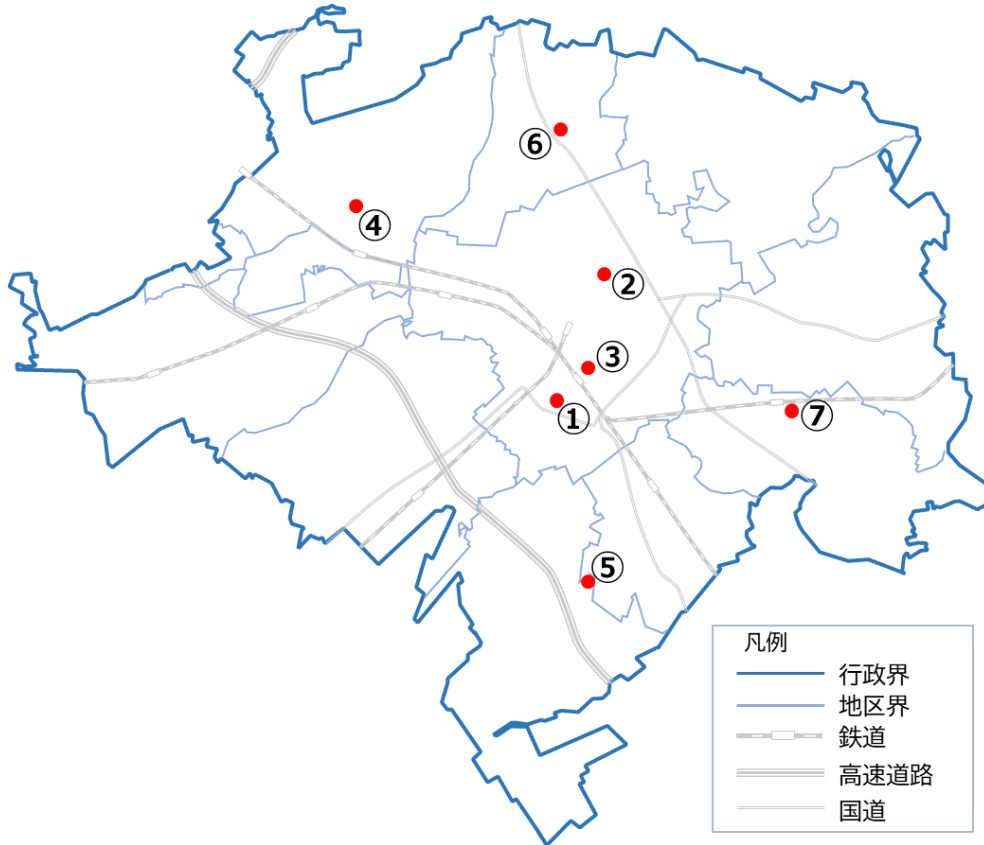 ⑥
④
②
③
①
⑦
⑤
凡例
行政界
地区界
鉄道
高速道路
国道